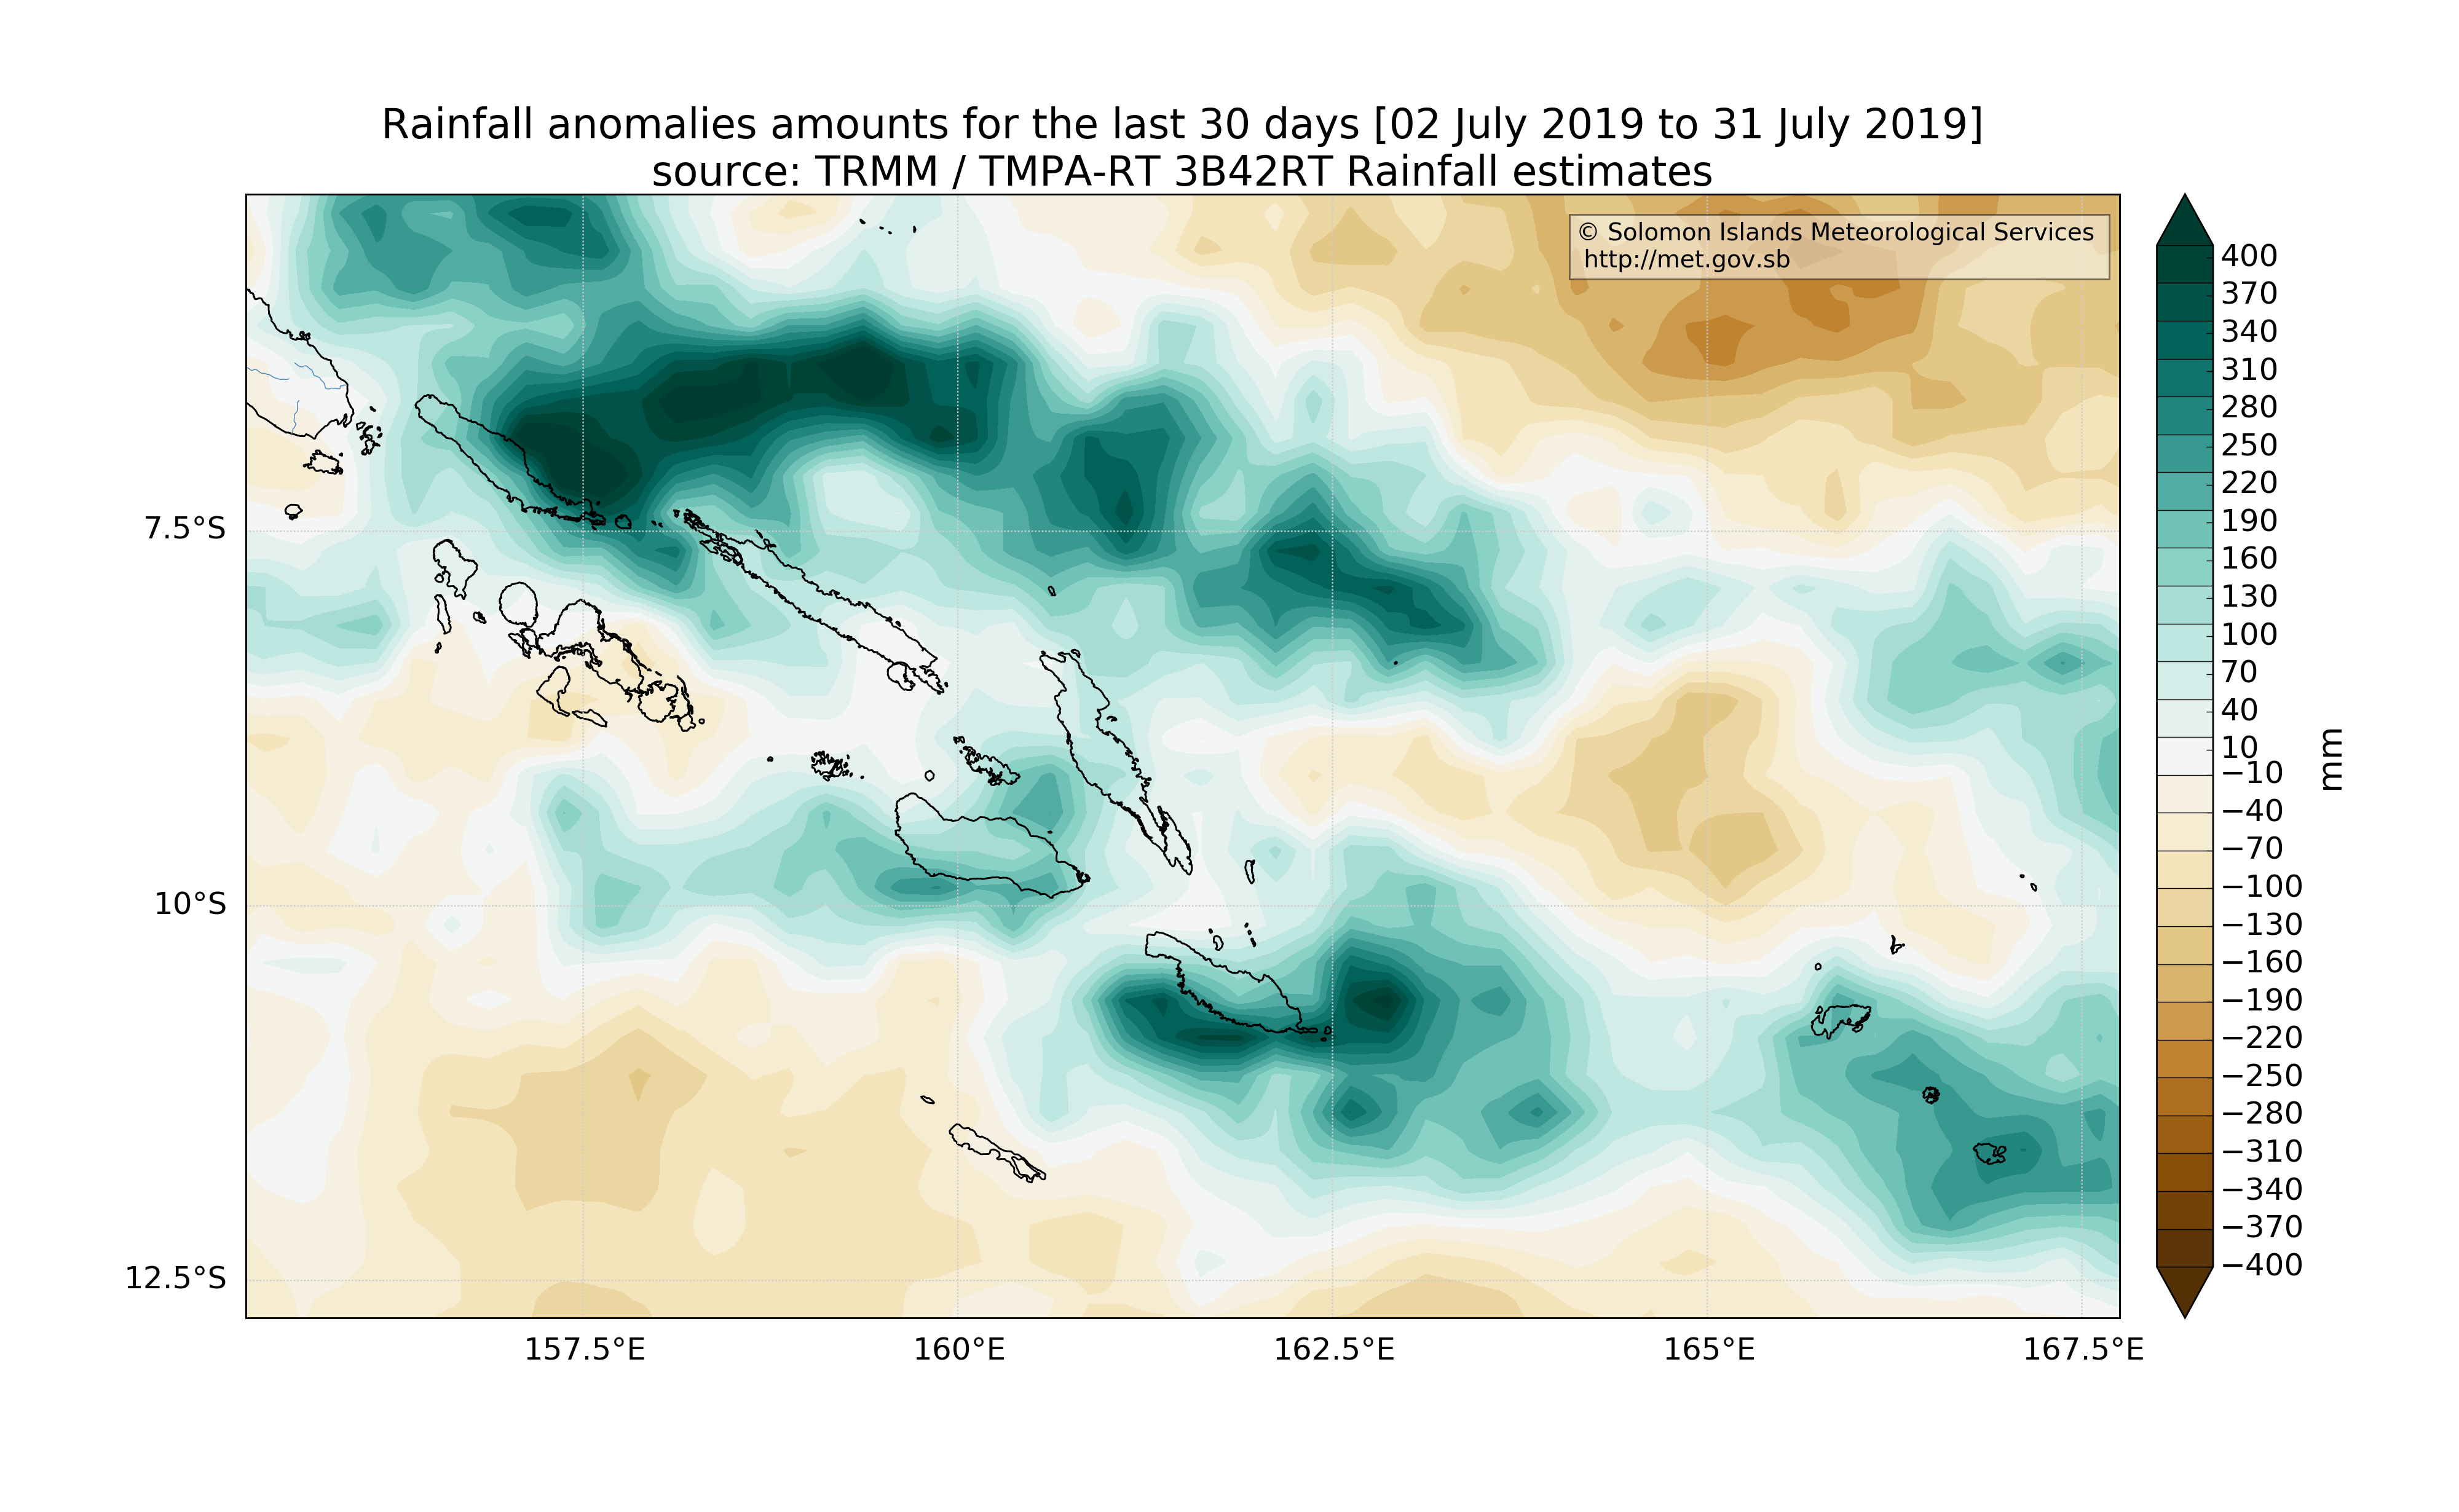 Rainfall anomalies amounts for the last 30 days [02 July 2019 to 31 July 2019]
source: TRMM / TMPA-RT 3B42RT Rainfall estimates
© Solomon Islands Meteorological Services
http://met.gov.sb
7.5°S
10°S
12.5°S
157.5°E
160°E
162.5°E
165°E
167.5°E
400
370
340
310
280
250
220
190
160
130
100
70
40
10
−10
−40
−70
−100
−130
−160
−190
−220
−250
−280
−310
−340
−370
−400
mm